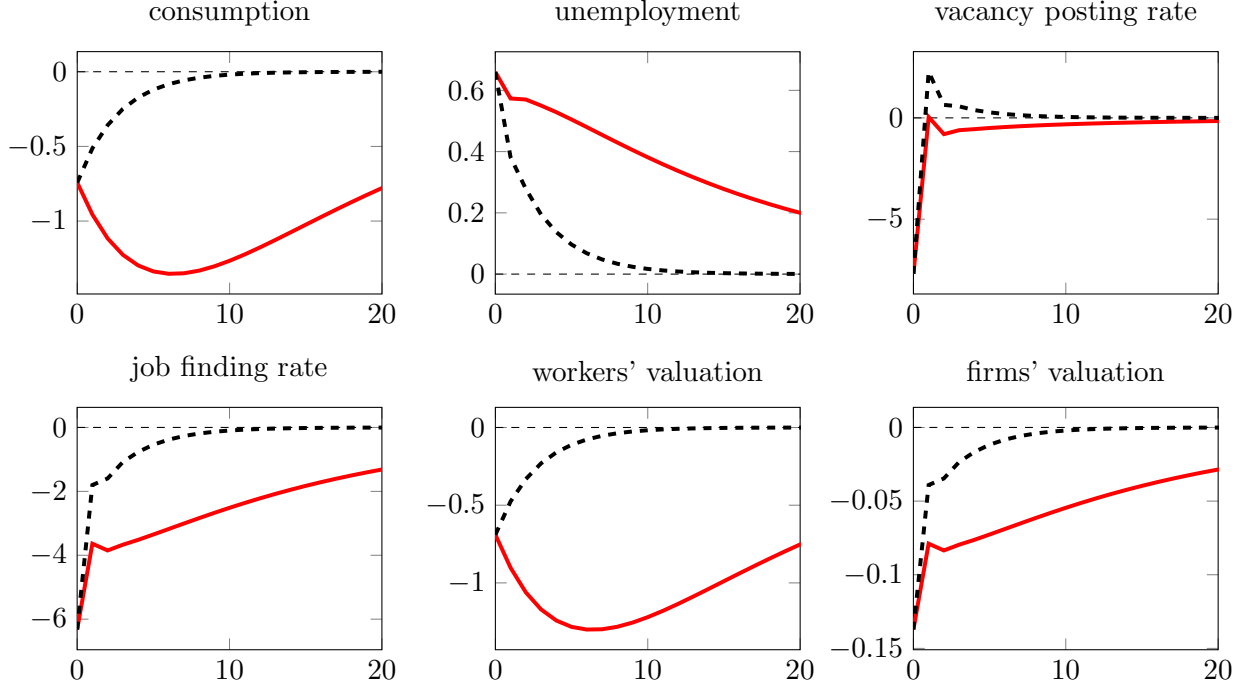 consumption
unemployment
vacancy posting rate
0
−0.5
−1
0 10 20
0.6
0.4
0.2
0
0 10 20
0
−5
0 10 20
job finding rate
workers' valuation
firms' valuation
0
−2
−4
−6
0 10 20
0
−0.5
−1
0 10 20
0
−0.05
−0.1
−0.15
0 10 20